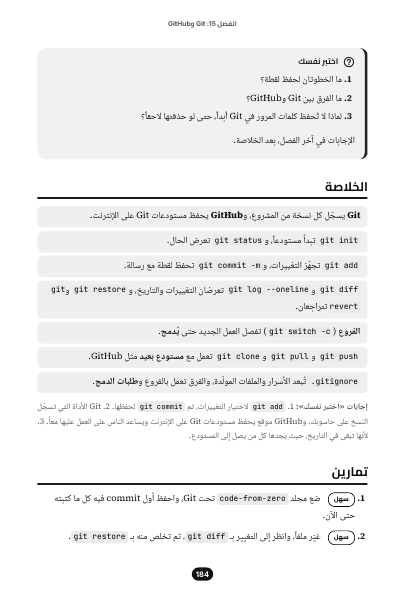 الفصل 15: Git وGitHub
اختبر نفسك
1. ما الخطوتان لحفظ لقطة؟
2. ما الفرق بين Git وGitHub؟
3. لماذا لا تُحفظ كلمات المرور في Git أبداً، حتى لو حذفتها لاحقاً؟
الإجابات في آخر الفصل، بعد الخلاصة.
الخلاصة
Git يسجّل كل نسخة من المشروع، وGitHub يحفظ مستودعات Git على الإنترنت.
git init تبدأ مستودعاً، و git status تعرض الحال.
git add تجهّز التغييرات، و git commit -m تحفظ لقطة مع رسالة.
git diff و git log --oneline تعرضان التغييرات والتاريخ، و git restore و git
revert تتراجعان.
الفروع ( git switch -c ) تفصل العمل الجديد حتى يُدمج.
git push و git pull و git clone تعمل مع مستودع بعيد مثل GitHub.
.gitignore تُبعد الأسرار والملفات المولّدة، والفرق تعمل بالفروع وطلبات الدمج.
إجابات «اختبر نفسك»: 1. git add لاختيار التغييرات، ثم git commit لحفظها. 2. Git الأداة التي تسجّل
النسخ على حاسوبك، وGitHub موقع يحفظ مستودعات Git على الإنترنت ويساعد الناس على العمل عليها معاً. 3.
لأنها تبقى في التاريخ، حيث يجدها كل من يصل إلى المستودع.
تمارين
1. سهل ضع مجلد code-from-zero تحت Git، واحفظ أول commit فيه كل ما كتبته
حتى الآن.
2. سهل غيّر ملفاً، وانظر إلى التغيير بـ git diff ، ثم تخلص منه بـ git restore .
184